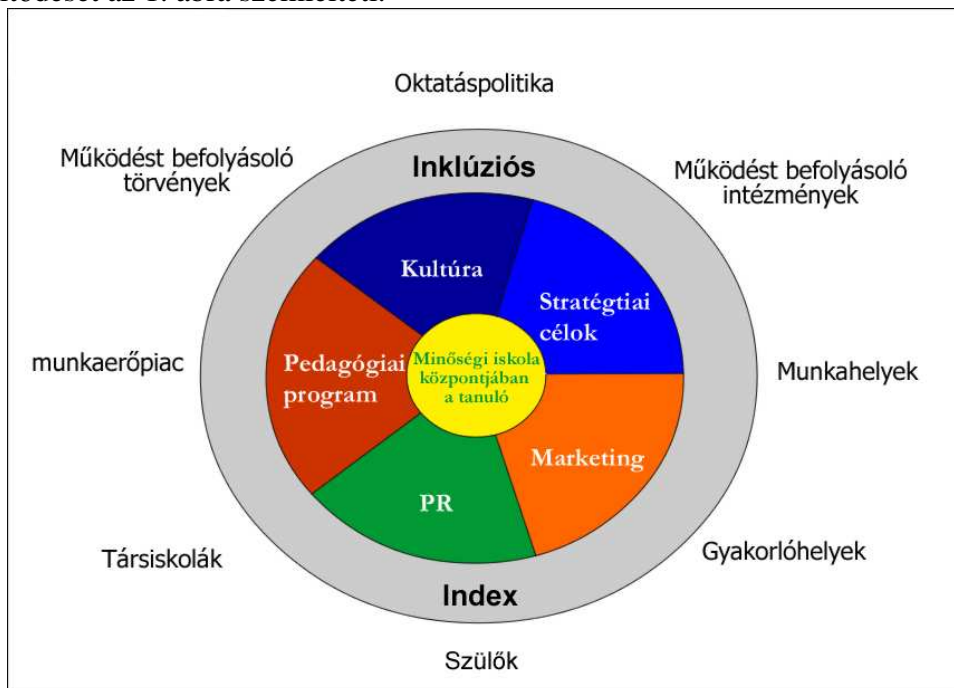 Oktatáspolitika
Működést befolyásoló
törvények
Inklúziós
Működést befolyásoló
intézmények
Kultúra
Stratégtiai
célok
munkaerőpiac
Pedagógiai
program
Minőségi iskola
központjában
a tanuló
Munkahelyek
Marketing
PR
Társiskolák
Gyakorlóhelyek
Index
Szülők